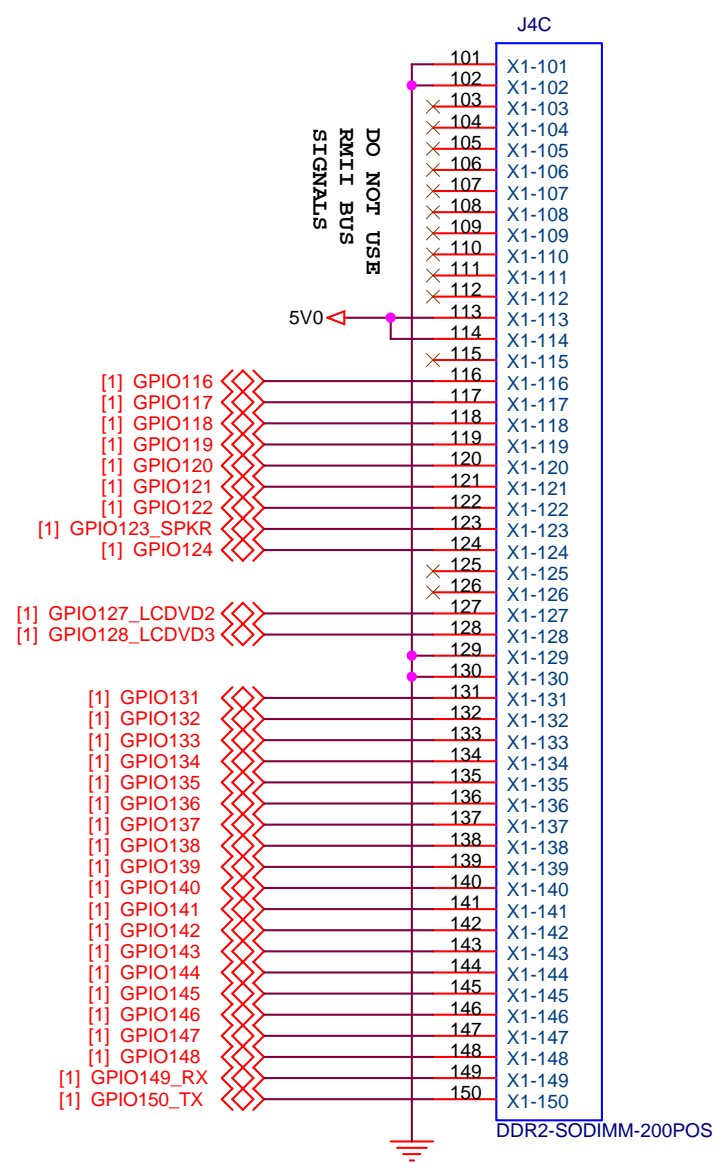 J4C
101 X1-101
102 X1-102
103 X1-103
104 X1-104
105 X1-105
106 X1-106
107 X1-107
108 X1-108
109 X1-109
110 X1-110
111 X1-111
112 X1-112
DO NOT USE
RMII BUS
SIGNALS
5V0 113 X1-113
114 X1-114
115 X1-115
[1] GPIO116 116 X1-116
[1] GPIO117 117 X1-117
[1] GPIO118 118 X1-118
[1] GPIO119 119 X1-119
[1] GPIO120 120 X1-120
[1] GPIO121 121 X1-121
[1] GPIO122 122 X1-122
[1] GPIO123_SPKR 123 X1-123
[1] GPIO124 124 X1-124
125 X1-125
126 X1-126
[1] GPIO127_LCDVD2 127 X1-127
[1] GPIO128_LCDVD3 128 X1-128
129 X1-129
130 X1-130
[1] GPIO131 131 X1-131
[1] GPIO132 132 X1-132
[1] GPIO133 133 X1-133
[1] GPIO134 134 X1-134
[1] GPIO135 135 X1-135
[1] GPIO136 136 X1-136
[1] GPIO137 137 X1-137
[1] GPIO138 138 X1-138
[1] GPIO139 139 X1-139
[1] GPIO140 140 X1-140
[1] GPIO141 141 X1-141
[1] GPIO142 142 X1-142
[1] GPIO143 143 X1-143
[1] GPIO144 144 X1-144
[1] GPIO145 145 X1-145
[1] GPIO146 146 X1-146
[1] GPIO147 147 X1-147
[1] GPIO148 148 X1-148
[1] GPIO149_RX 149 X1-149
[1] GPIO150_TX 150 X1-150
DDR2-SODIMM-200POS